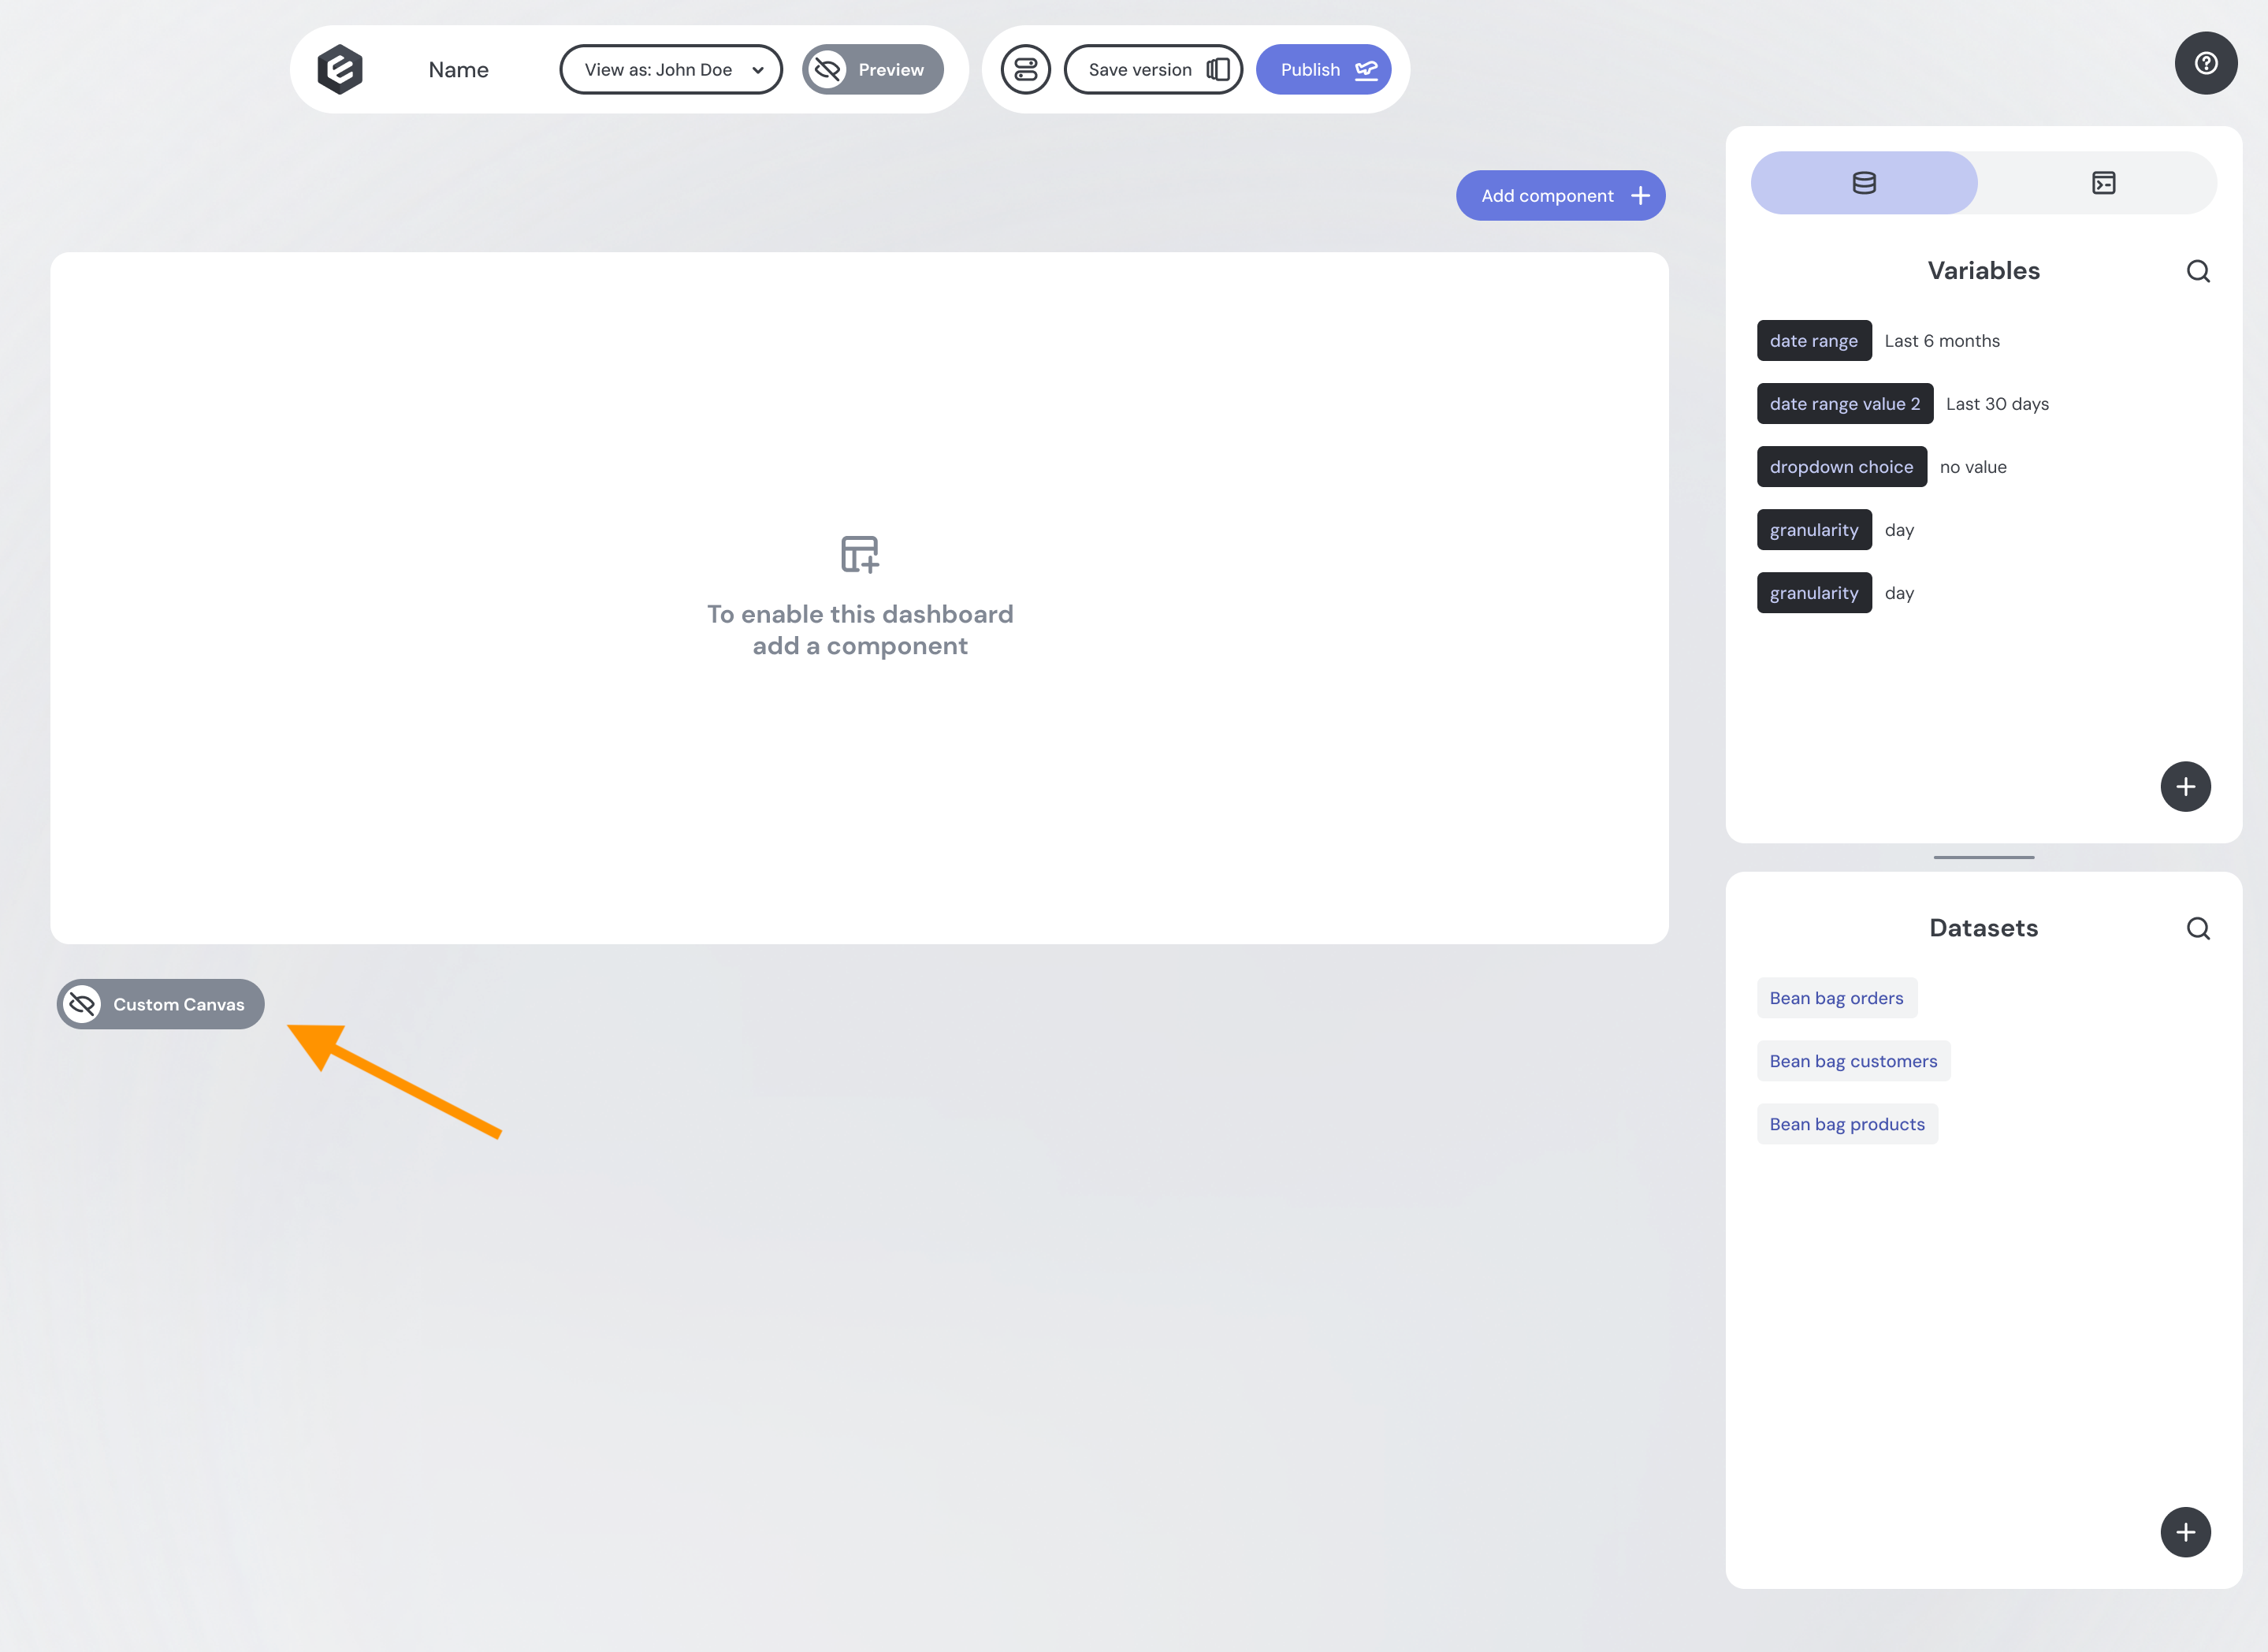 Name
View as: John Doe
Preview
Save version
Publish
Add component
To enable this dashboard
add a component
Custom Canvas
Variables
date range Last 6 months
date range value 2 Last 30 days
dropdown choice no value
granularity day
granularity day
Datasets
Bean bag orders
Bean bag customers
Bean bag products